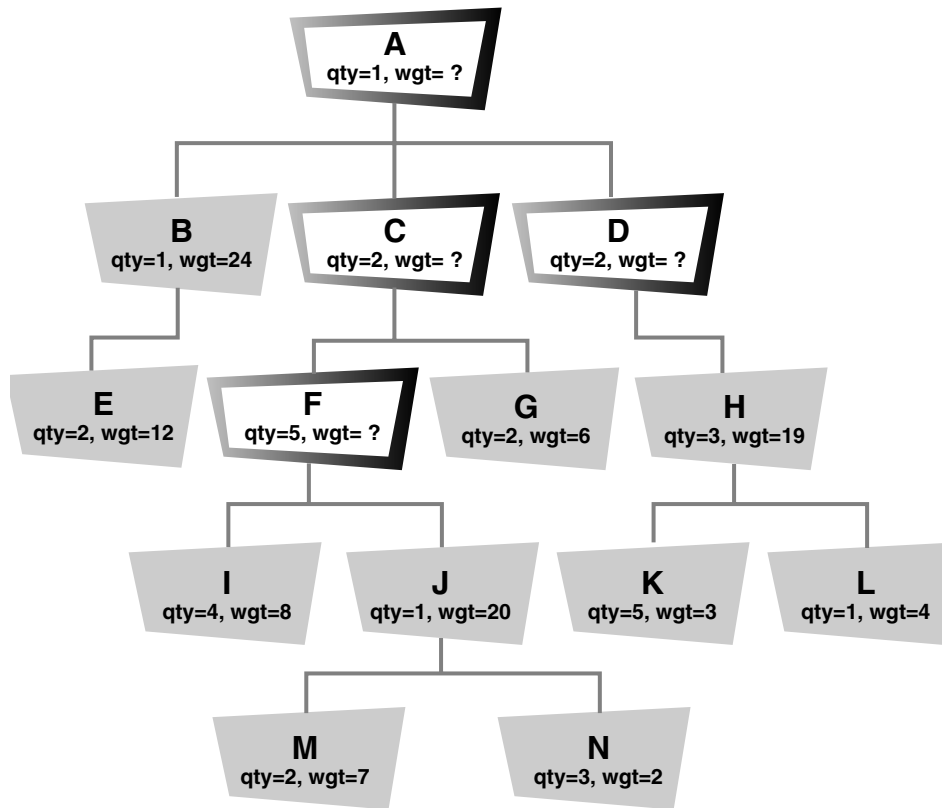 A
qty=1, wgt= ?
B
qty=1, wgt=24
C
qty=2, wgt= ?
D
qty=2, wgt= ?
E
qty=2, wgt=12
F
qty=5, wgt= ?
G
qty=2, wgt=6
H
qty=3, wgt=19
I
qty=4, wgt=8
J
qty=1, wgt=20
K
qty=5, wgt=3
L
qty=1, wgt=4
M
qty=2, wgt=7
N
qty=3, wgt=2